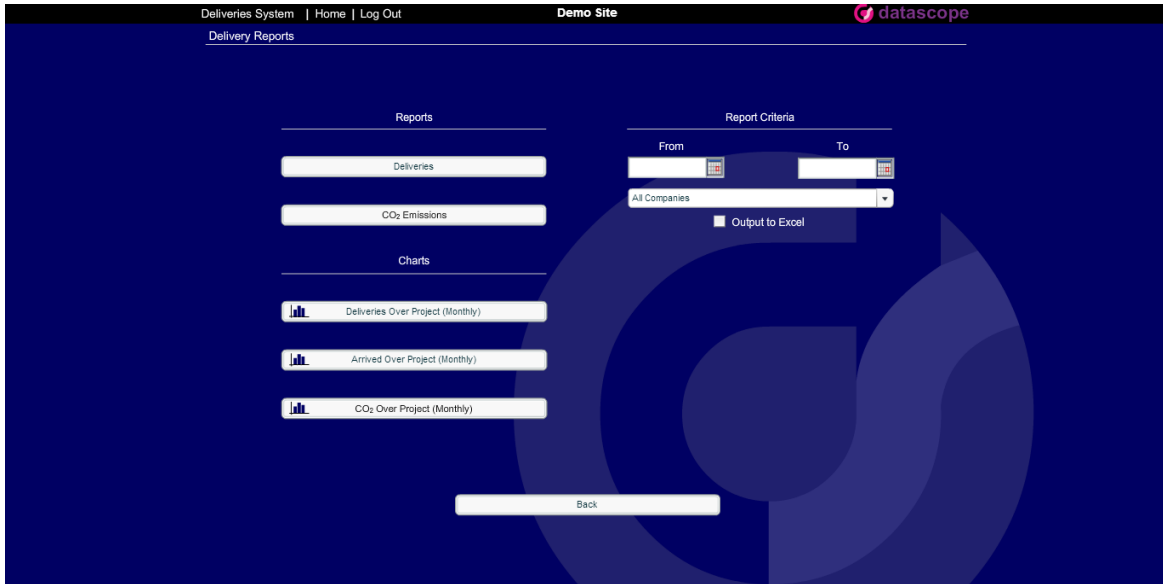 Deliveries System | Home | Log Out Demo Site datascope
Delivery Reports
Reports
Report Criteria
From To
Deliveries
All Companies
CO₂ Emissions
Output to Excel
Charts
Deliveries Over Project (Monthly)
Arrived Over Project (Monthly)
CO₂ Over Project (Monthly)
Back